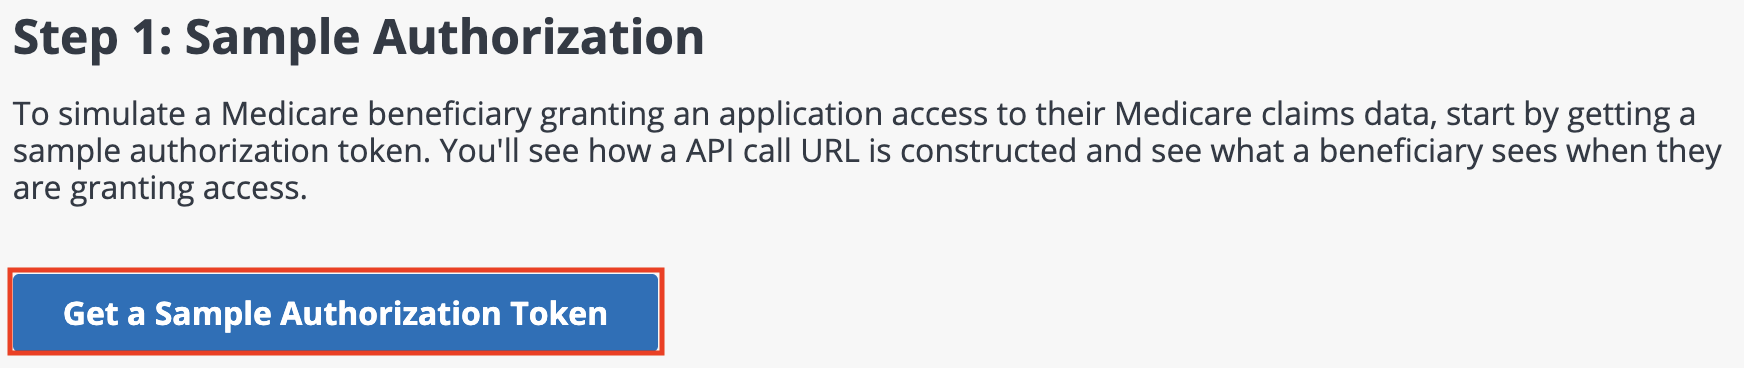 Step 1: Sample Authorization
To simulate a Medicare beneficiary granting an application access to their Medicare claims data, start by getting a
sample authorization token. You'll see how a API call URL is constructed and see what a beneficiary sees when they
are granting access.
Get a Sample Authorization Token